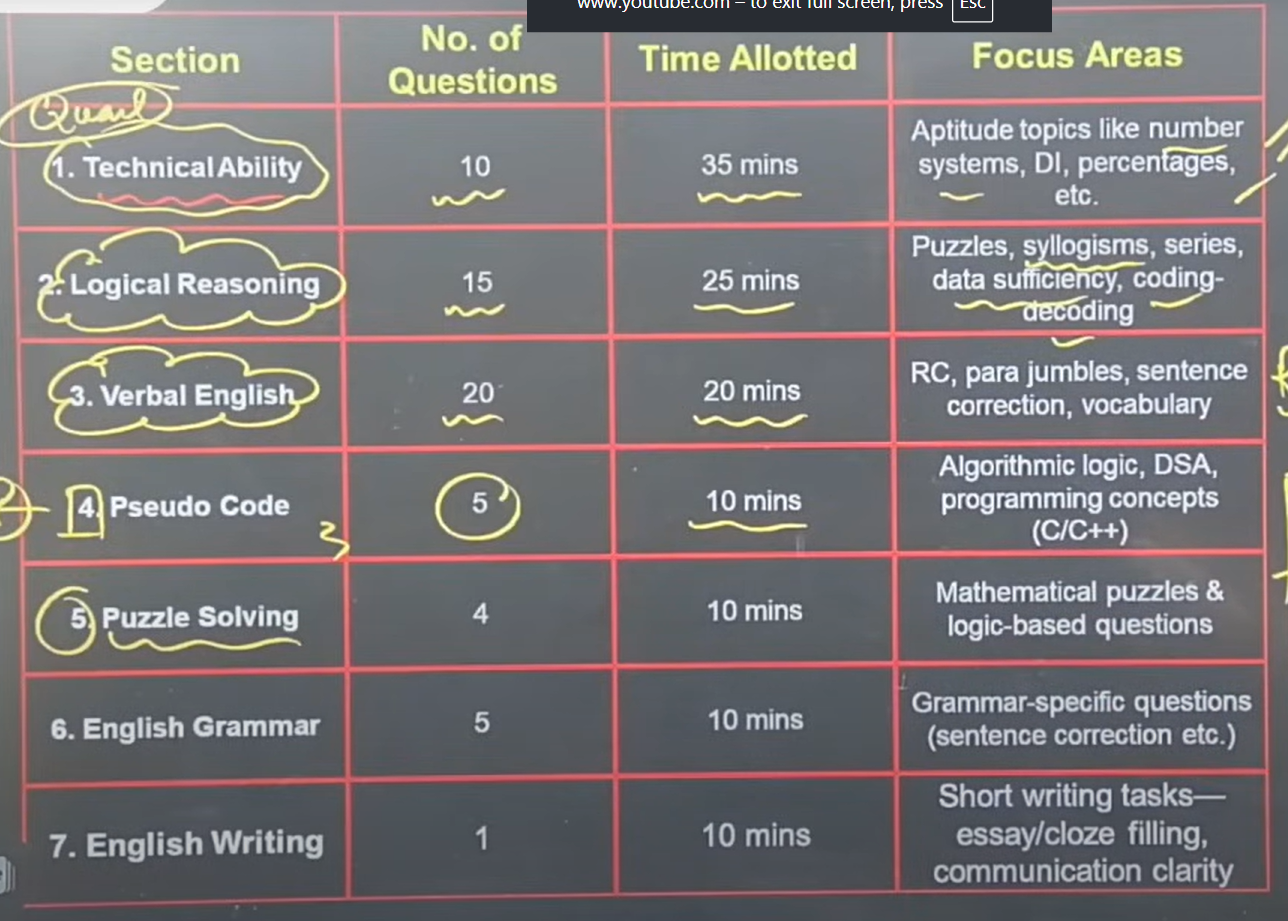 www.youtube.com – to exit full screen, press Esc
Section
No. of
Questions
Time Allotted
Focus Areas
Quant
1. Technical Ability
10
35 mins
Aptitude topics like number
systems, DI, percentages,
etc.
2. Logical Reasoning
15
25 mins
Puzzles, syllogisms, series,
data sufficiency, coding-
decoding
3. Verbal English
20
20 mins
RC, para jumbles, sentence
correction, vocabulary
4. Pseudo Code
5
10 mins
Algorithmic logic, DSA,
programming concepts
(C/C++)
5. Puzzle Solving
4
10 mins
Mathematical puzzles &
logic-based questions
6. English Grammar
5
10 mins
Grammar-specific questions
(sentence correction etc.)
7. English Writing
1
10 mins
Short writing tasks—
essay/cloze filling,
communication clarity